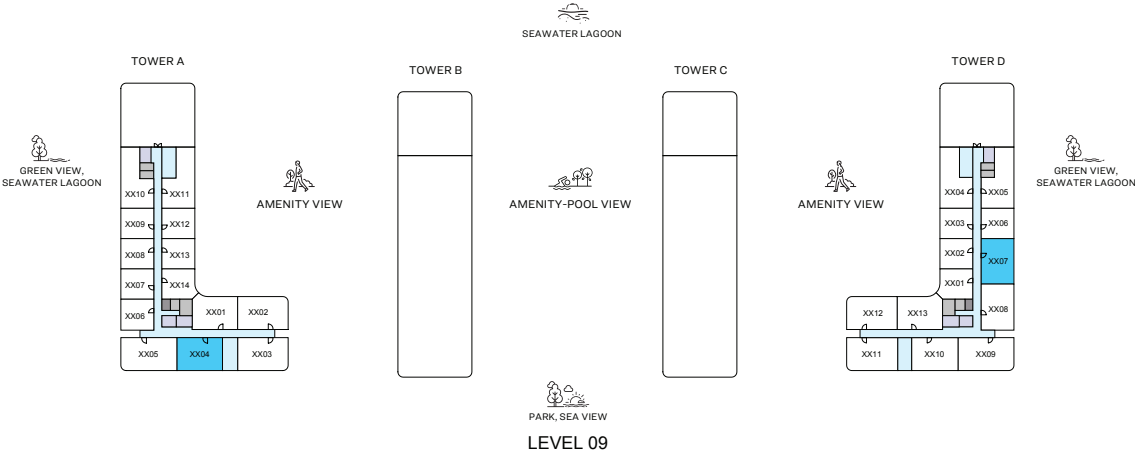 SEAWATER LAGOON
TOWER A
TOWER B
TOWER C
TOWER D
GREEN VIEW,
SEAWATER LAGOON
AMENITY VIEW
AMENITY-POOL VIEW
AMENITY VIEW
GREEN VIEW,
SEAWATER LAGOON
XX10 XX11
XX09 XX12
XX08 XX13
XX07 XX14
XX06 XX01 XX02
XX05 XX04 XX03
XX04 XX05
XX03 XX06
XX02 XX07
XX01
XX12 XX13 XX08
XX11 XX10 XX09
PARK, SEA VIEW
LEVEL 09